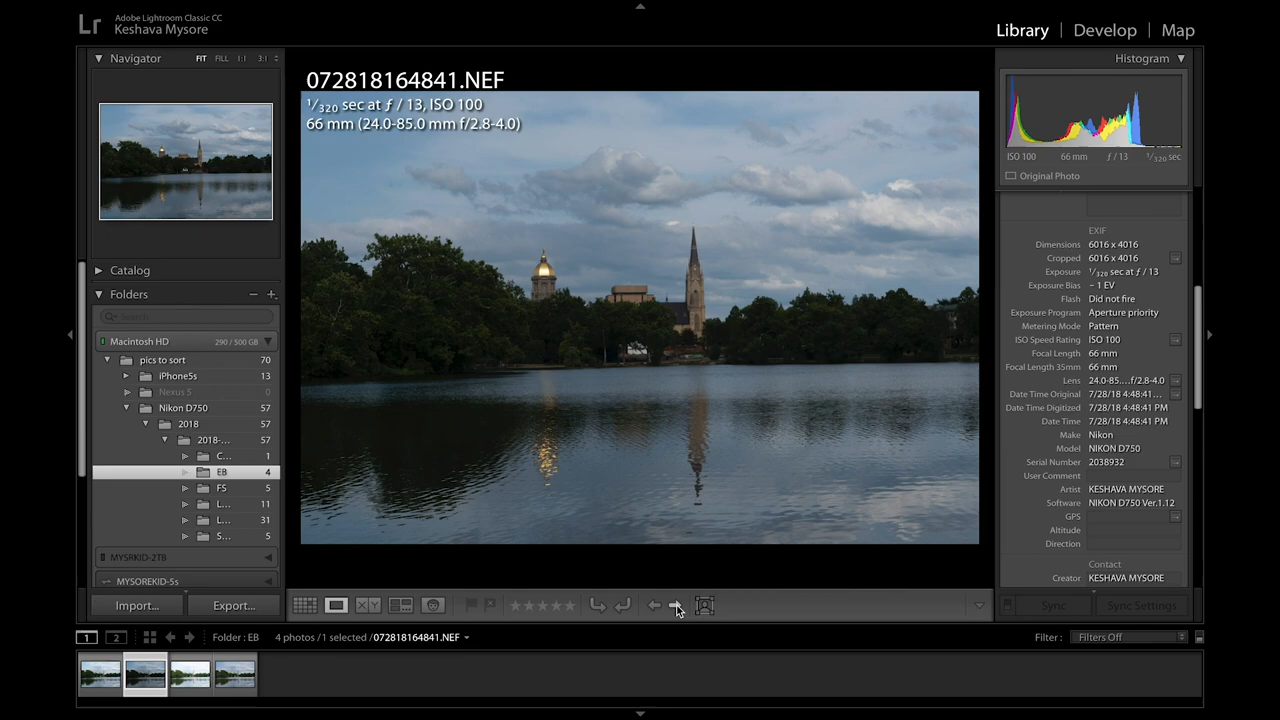 Lr
Adobe Lightroom Classic CC
Keshava Mysore
Library | Develop | Map
Navigator FIT FILL 1:1 3:1
Histogram
072818164841.NEF
1/320 sec at ƒ / 13, ISO 100
66 mm (24.0-85.0 mm f/2.8-4.0)
ISO 100 66 mm ƒ / 13 1/320 sec
Original Photo
Catalog
Folders
Search
Macintosh HD 290 / 500 GB
pics to sort 70
iPhone5s 13
Nexus 5 0
Nikon D750 57
2018 57
2018-... 57
C... 1
EB 4
FS 5
L... 11
L... 31
S... 5
MYSRKID-2TB
MYSOREKID-5s
Import... Export...
EXIF
Dimensions 6016 x 4016
Cropped 6016 x 4016
Exposure 1/320 sec at ƒ / 13
Exposure Bias – 1 EV
Flash Did not fire
Exposure Program Aperture priority
Metering Mode Pattern
ISO Speed Rating ISO 100
Focal Length 66 mm
Focal Length 35mm 66 mm
Lens 24.0-85....f/2.8-4.0
Date Time Original 7/28/18 4:48:41...
Date Time Digitized 7/28/18 4:48:41 PM
Date Time 7/28/18 4:48:41 PM
Make Nikon
Model NIKON D750
Serial Number 2038932
User Comment
Artist KESHAVA MYSORE
Software NIKON D750 Ver.1.12
GPS
Altitude
Direction
Contact
Creator KESHAVA MYSORE
Sync Sync Settings
X Y
1 2 Folder : EB 4 photos / 1 selected / 072818164841.NEF Filter : Filters Off